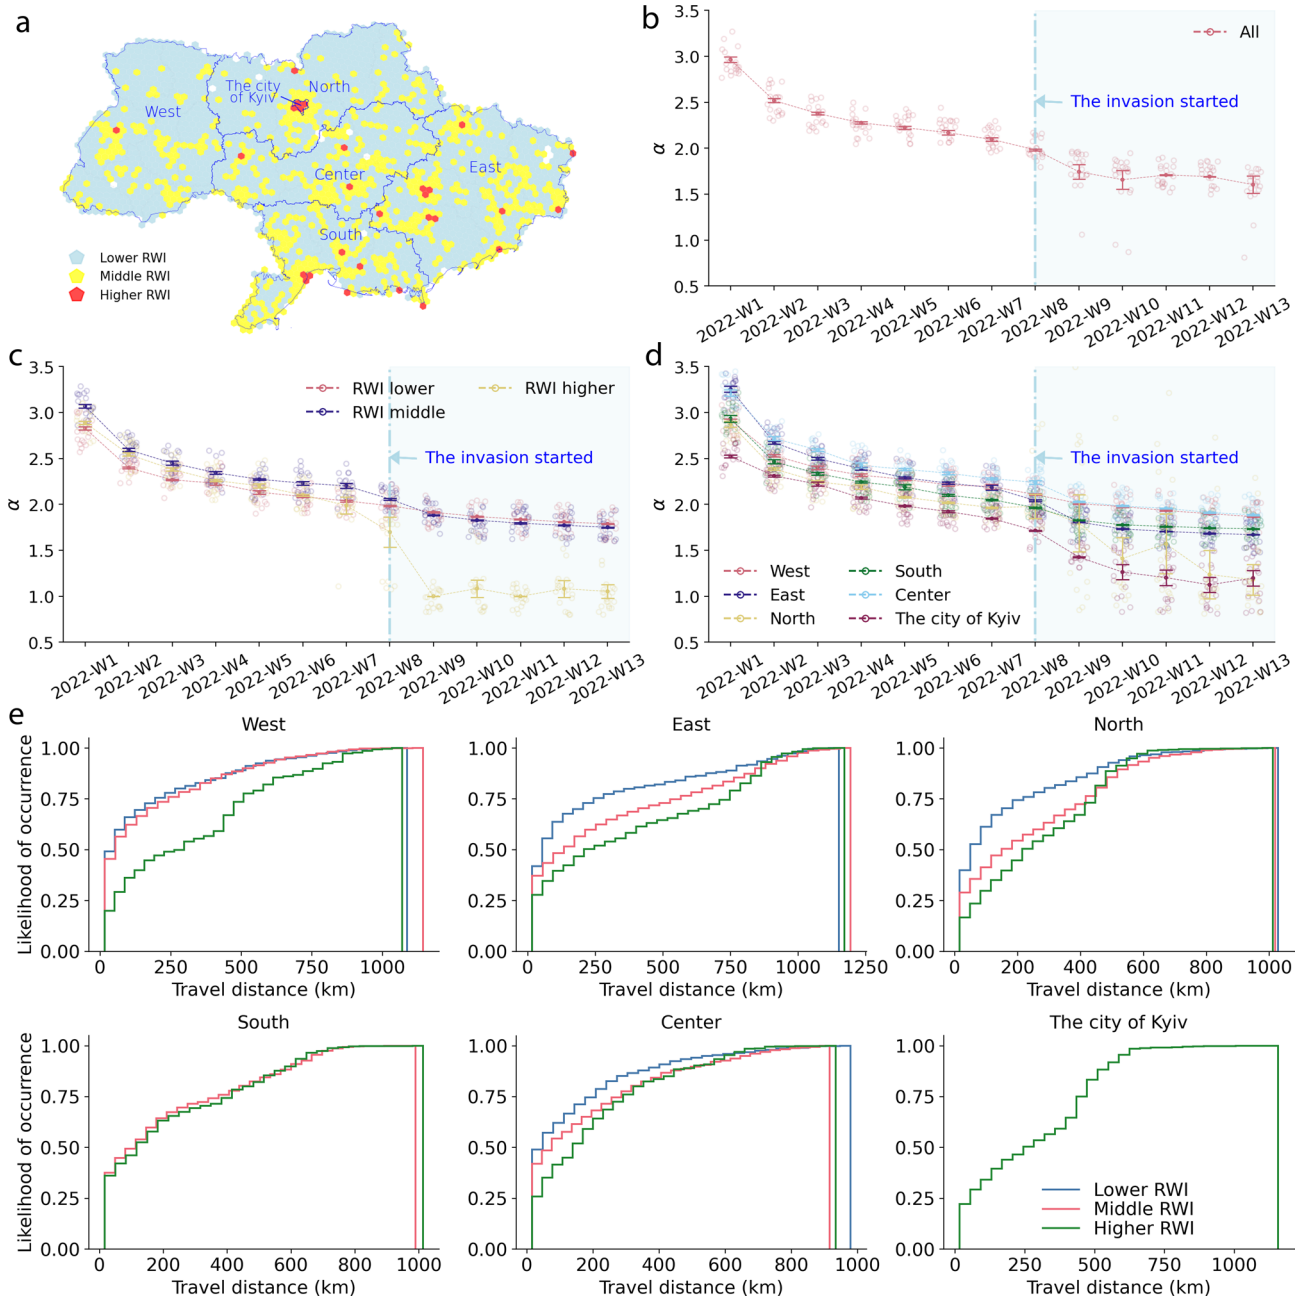 a
The city
of Kyiv
North
West
Center
East
South
Lower RWI
Middle RWI
Higher RWI
b
3.5
3.0
2.5
2.0
1.5
1.0
0.5
α
All
The invasion started
2022-W1
2022-W2
2022-W3
2022-W4
2022-W5
2022-W6
2022-W7
2022-W8
2022-W9
2022-W10
2022-W11
2022-W12
2022-W13
c
3.5
3.0
2.5
2.0
1.5
1.0
0.5
α
RWI lower
RWI middle
RWI higher
The invasion started
2022-W1
2022-W2
2022-W3
2022-W4
2022-W5
2022-W6
2022-W7
2022-W8
2022-W9
2022-W10
2022-W11
2022-W12
2022-W13
d
3.5
3.0
2.5
2.0
1.5
1.0
0.5
α
The invasion started
West
East
North
South
Center
The city of Kyiv
2022-W1
2022-W2
2022-W3
2022-W4
2022-W5
2022-W6
2022-W7
2022-W8
2022-W9
2022-W10
2022-W11
2022-W12
2022-W13
e
West
Likelihood of occurrence
1.00
0.75
0.50
0.25
0.00
0 250 500 750 1000
Travel distance (km)
East
1.00
0.75
0.50
0.25
0.00
0 250 500 750 1000 1250
Travel distance (km)
North
1.00
0.75
0.50
0.25
0.00
0 200 400 600 800 1000
Travel distance (km)
South
Likelihood of occurrence
1.00
0.75
0.50
0.25
0.00
0 200 400 600 800 1000
Travel distance (km)
Center
1.00
0.75
0.50
0.25
0.00
0 200 400 600 800 1000
Travel distance (km)
The city of Kyiv
1.00
0.75
0.50
0.25
0.00
Lower RWI
Middle RWI
Higher RWI
0 250 500 750 1000
Travel distance (km)